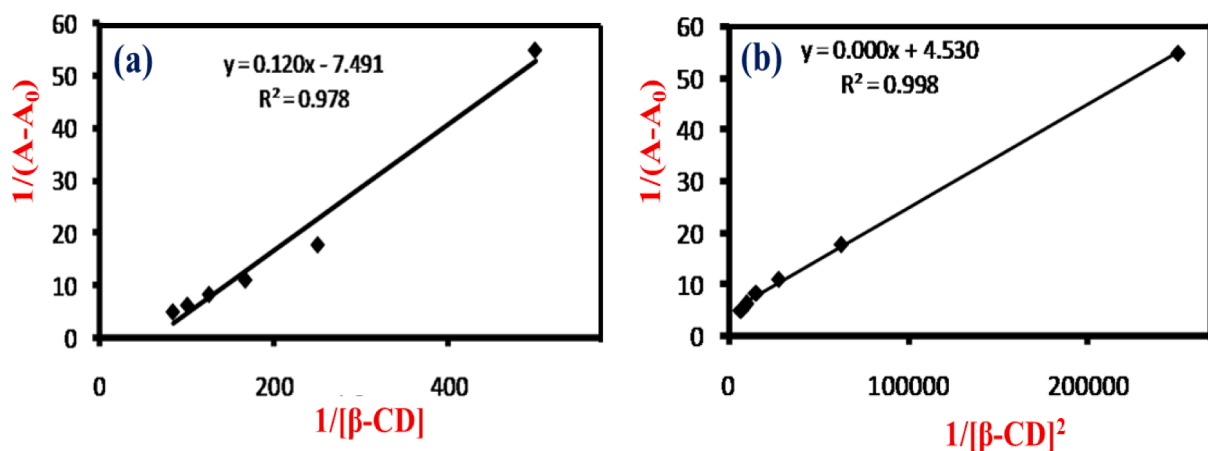 (a)
y = 0.120x - 7.491
R² = 0.978
1/(A-A₀)
60
50
40
30
20
10
0
0
200
400
1/[β-CD]
(b)
y = 0.000x + 4.530
R² = 0.998
1/(A-A₀)
60
50
40
30
20
10
0
0
100000
200000
1/[β-CD]²